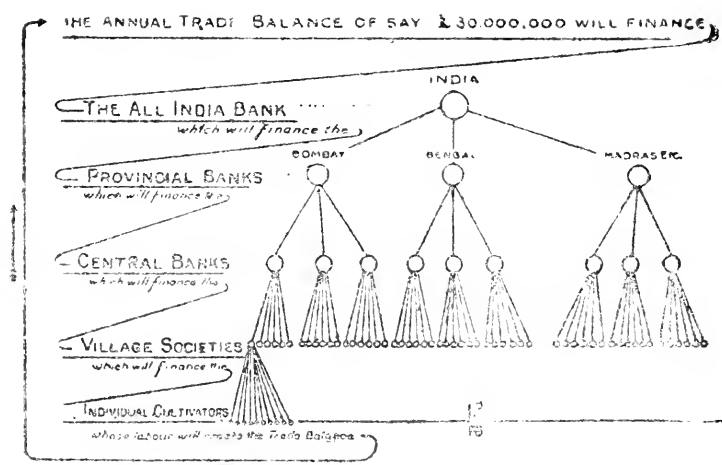 THE ANNUAL TRADE BALANCE OF SAY £30.000.000 WILL FINANCE
INDIA
THE ALL INDIA BANK
which will finance the
BOMBAY BENGAL MADRAS ETC.
PROVINCIAL BANKS
which will finance the
CENTRAL BANKS
which will finance the
VILLAGE SOCIETIES
which will finance the
INDIVIDUAL CULTIVATORS
whose labour will create the Trade Balance